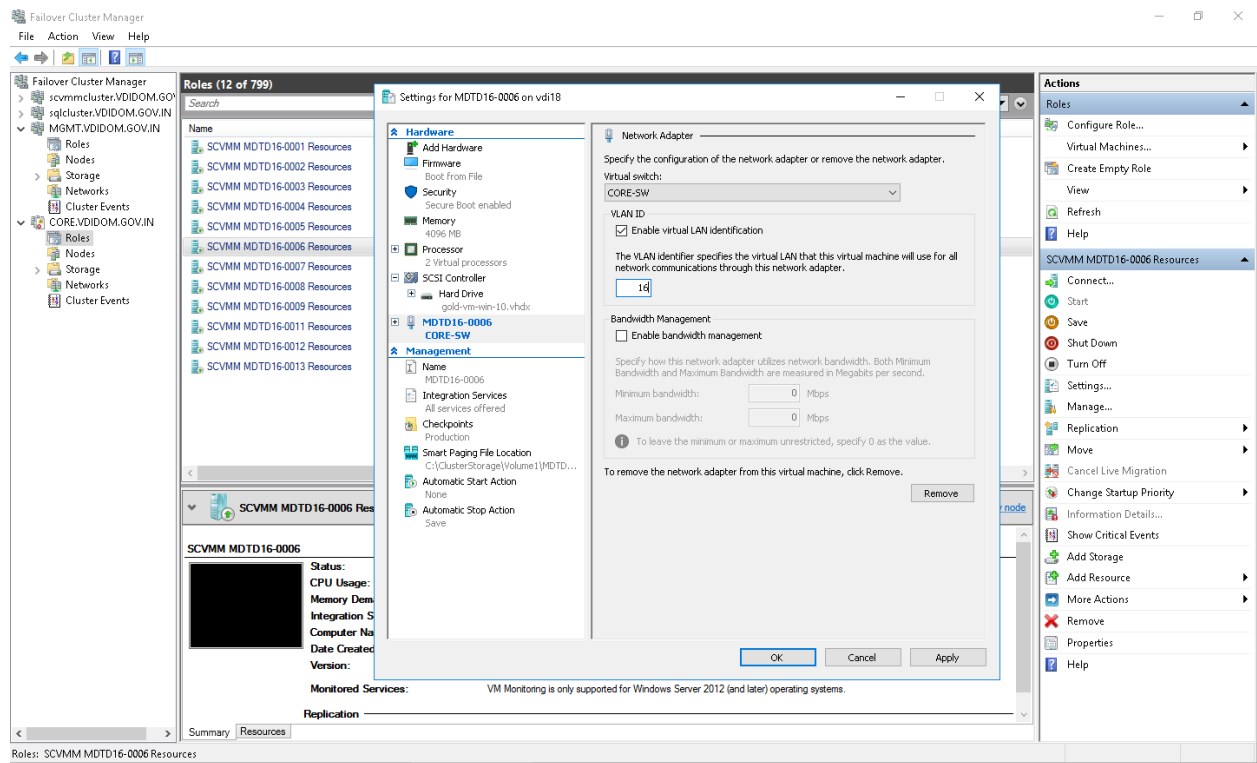 Failover Cluster Manager
File Action View Help
Failover Cluster Manager
scvmmcluster.VDIDOM.GO
sqlcluster.VDIDOM.GOV.IN
MGMT.VDIDOM.GOV.IN
Roles
Nodes
Storage
Networks
Cluster Events
CORE.VDIDOM.GOV.IN
Roles
Nodes
Storage
Networks
Cluster Events
Roles (12 of 799)
Search
Name
SCVMM MDTD16-0001 Resources
SCVMM MDTD16-0002 Resources
SCVMM MDTD16-0003 Resources
SCVMM MDTD16-0004 Resources
SCVMM MDTD16-0005 Resources
SCVMM MDTD16-0006 Resources
SCVMM MDTD16-0007 Resources
SCVMM MDTD16-0008 Resources
SCVMM MDTD16-0009 Resources
SCVMM MDTD16-0011 Resources
SCVMM MDTD16-0012 Resources
SCVMM MDTD16-0013 Resources
SCVMM MDTD16-0006 Res
node
SCVMM MDTD16-0006
Status:
CPU Usage:
Memory Dem
Integration S
Computer Na
Date Created
Version:
Monitored Services: VM Monitoring is only supported for Windows Server 2012 (and later) operating systems.
Replication
Summary Resources
Roles: SCVMM MDTD16-0006 Resources
Settings for MDTD16-0006 on vdi18
Hardware
Add Hardware
Firmware
Boot from File
Security
Secure Boot enabled
Memory
4096 MB
Processor
2 Virtual processors
SCSI Controller
Hard Drive
gold-vm-win-10.vhdx
MDTD16-0006
CORE-SW
Management
Name
MDTD16-0006
Integration Services
All services offered
Checkpoints
Production
Smart Paging File Location
C:\ClusterStorage\Volume1\MDTD...
Automatic Start Action
None
Automatic Stop Action
Save
Network Adapter
Specify the configuration of the network adapter or remove the network adapter.
Virtual switch:
CORE-SW
VLAN ID
Enable virtual LAN identification
The VLAN identifier specifies the virtual LAN that this virtual machine will use for all
network communications through this network adapter.
16
Bandwidth Management
Enable bandwidth management
Specify how this network adapter utilizes network bandwidth. Both Minimum
Bandwidth and Maximum Bandwidth are measured in Megabits per second.
Minimum bandwidth: 0 Mbps
Maximum bandwidth: 0 Mbps
To leave the minimum or maximum unrestricted, specify 0 as the value.
To remove the network adapter from this virtual machine, click Remove.
Remove
OK Cancel Apply
Actions
Roles
Configure Role...
Virtual Machines...
Create Empty Role
View
Refresh
Help
SCVMM MDTD16-0006 Resources
Connect...
Start
Save
Shut Down
Turn Off
Settings...
Manage...
Replication
Move
Cancel Live Migration
Change Startup Priority
Information Details...
Show Critical Events
Add Storage
Add Resource
More Actions
Remove
Properties
Help